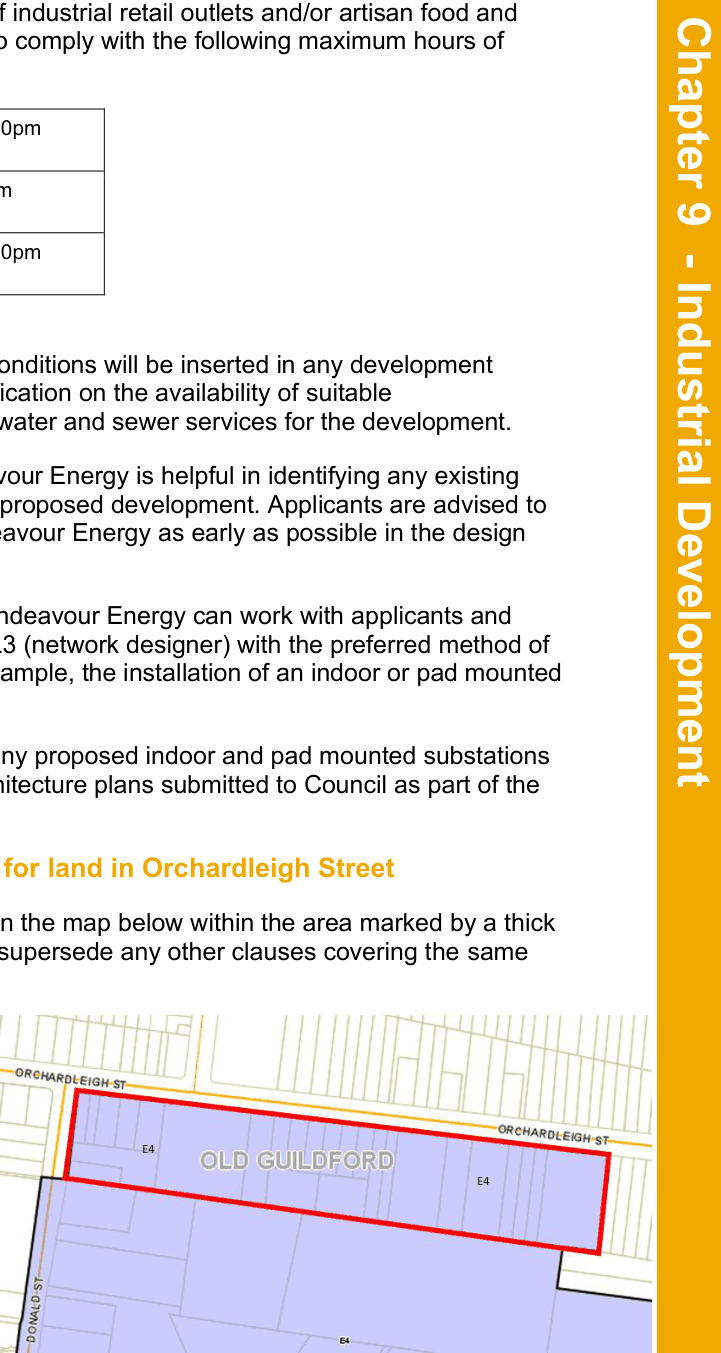 f industrial retail outlets and/or artisan food and
o comply with the following maximum hours of
0pm
m
0pm
onditions will be inserted in any development
ication on the availability of suitable
water and sewer services for the development.
vour Energy is helpful in identifying any existing
proposed development. Applicants are advised to
eavour Energy as early as possible in the design
ndeavour Energy can work with applicants and
L3 (network designer) with the preferred method of
ample, the installation of an indoor or pad mounted
any proposed indoor and pad mounted substations
hitecture plans submitted to Council as part of the
for land in Orchardleigh Street
n the map below within the area marked by a thick
supersede any other clauses covering the same
ORCHARDLEIGH ST
ORCHARDLEIGH ST
E4
OLD GUILDFORD
E4
DONALD ST
E4
Chapter 9 - Industrial Development